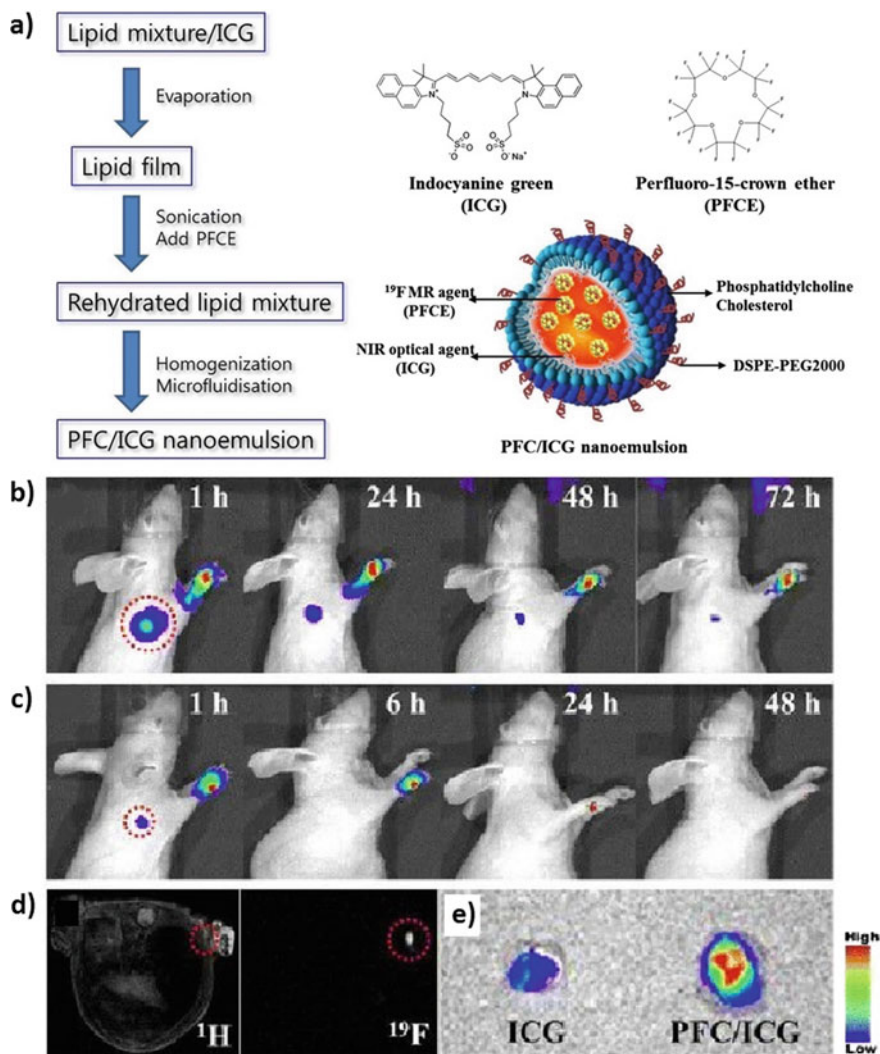 a)
Lipid mixture/ICG
Evaporation
Lipid film
Sonication
Add PFCE
Rehydrated lipid mixture
Homogenization
Microfluidisation
PFC/ICG nanoemulsion
N+
N
S
O
O
-O
S
O
O
O- Na+
Indocyanine green
(ICG)
F F F F
F F F F
O O
F F
F F
O O
O
F F F F
F F F F
Perfluoro-15-crown ether
(PFCE)
19F MR agent
(PFCE)
NIR optical agent
(ICG)
Phosphatidylcholine
Cholesterol
DSPE-PEG2000
PFC/ICG nanoemulsion
b)
1 h
24 h
48 h
72 h
c)
1 h
6 h
24 h
48 h
d)
1H
19F
e)
ICG
PFC/ICG
High
Low